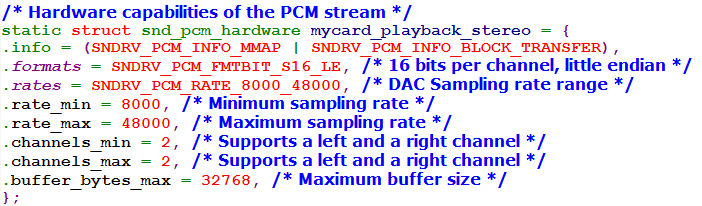 /* Hardware capabilities of the PCM stream */
static struct snd_pcm_hardware mycard_playback_stereo = {
.info = (SNDRV_PCM_INFO_MMAP | SNDRV_PCM_INFO_BLOCK_TRANSFER),
.formats = SNDRV_PCM_FMTBIT_S16_LE, /* 16 bits per channel, little endian */
.rates = SNDRV_PCM_RATE_8000_48000, /* DAC Sampling rate range */
.rate_min = 8000, /* Minimum sampling rate */
.rate_max = 48000, /* Maximum sampling rate */
.channels_min = 2, /* Supports a left and a right channel */
.channels_max = 2, /* Supports a left and a right channel */
.buffer_bytes_max = 32768, /* Maximum buffer size */
};